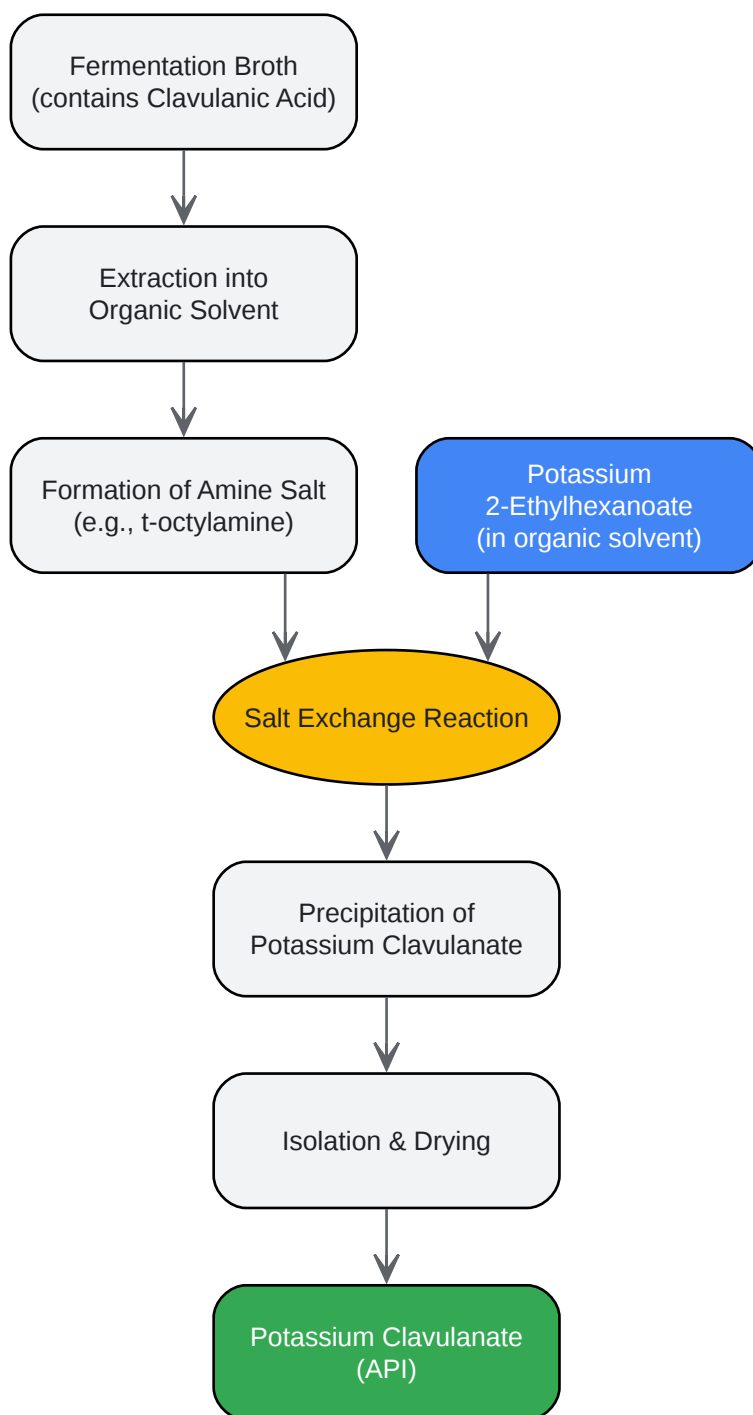 Fermentation Broth
(contains Clavulanic Acid)
Extraction into
Organic Solvent
Formation of Amine Salt
(e.g., t-octylamine)
Potassium
2-Ethylhexanoate
(in organic solvent)
Salt Exchange Reaction
Precipitation of
Potassium Clavulanate
Isolation & Drying
Potassium Clavulanate
(API)